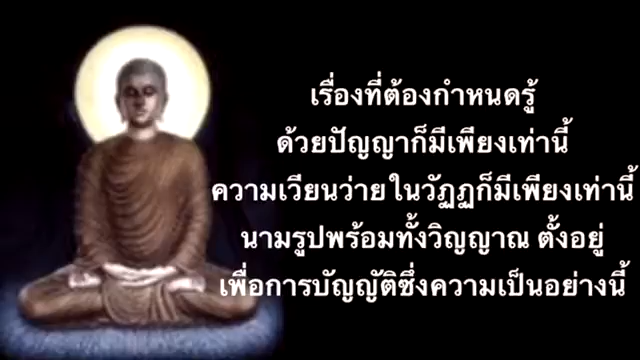 เรื่องที่ต้องกำหนดรู้
ด้วยปัญญาก็มีเพียงเท่านี้
ความเวียนว่ายในวัฏฏก็มีเพียงเท่านี้
นามรูปพร้อมทั้งวิญญาณ ตั้งอยู่
เพื่อการบัญญัติซึ่งความเป็นอย่างนี้